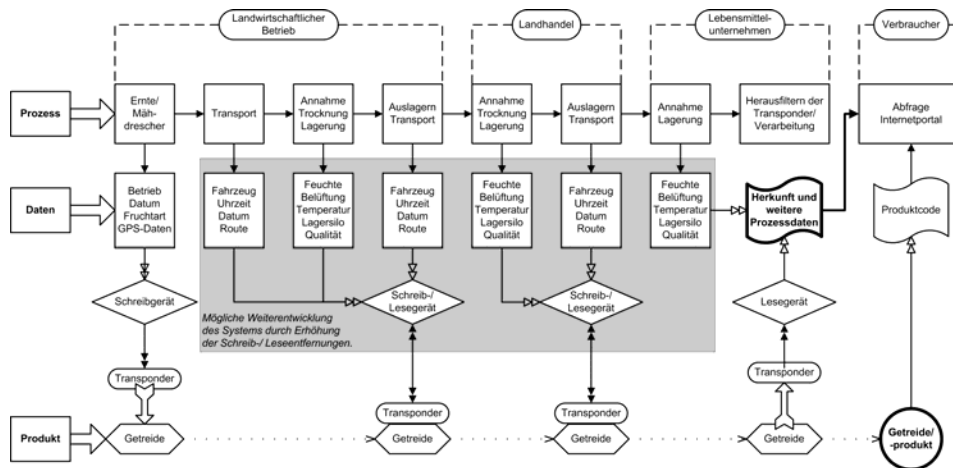 Landwirtschaftlicher
Betrieb
Landhandel
Lebensmittel-
unternehmen
Verbraucher
Prozess
Ernte/
Mäh-
drescher
Transport
Annahme
Trocknung
Lagerung
Auslagern
Transport
Annahme
Trocknung
Lagerung
Auslagern
Transport
Annahme
Lagerung
Herausfiltern der
Transponder/
Verarbeitung
Abfrage
Internetportal
Daten
Betrieb
Datum
Fruchtart
GPS-Daten
Fahrzeug
Uhrzeit
Datum
Route
Feuchte
Belüftung
Temperatur
Lagersilo
Qualität
Fahrzeug
Uhrzeit
Datum
Route
Feuchte
Belüftung
Temperatur
Lagersilo
Qualität
Fahrzeug
Uhrzeit
Datum
Route
Feuchte
Belüftung
Temperatur
Lagersilo
Qualität
Herkunft und
weitere
Prozessdaten
Produktcode
Schreibgerät
Schreib-/
Lesegerät
Schreib-/
Lesegerät
Lesegerät
Mögliche Weiterentwicklung
des Systems durch Erhöhung
der Schreib-/ Leseentfernungen.
Transponder
Transponder
Transponder
Transponder
Produkt
Getreide
Getreide
Getreide
Getreide
Getreide/
-produkt